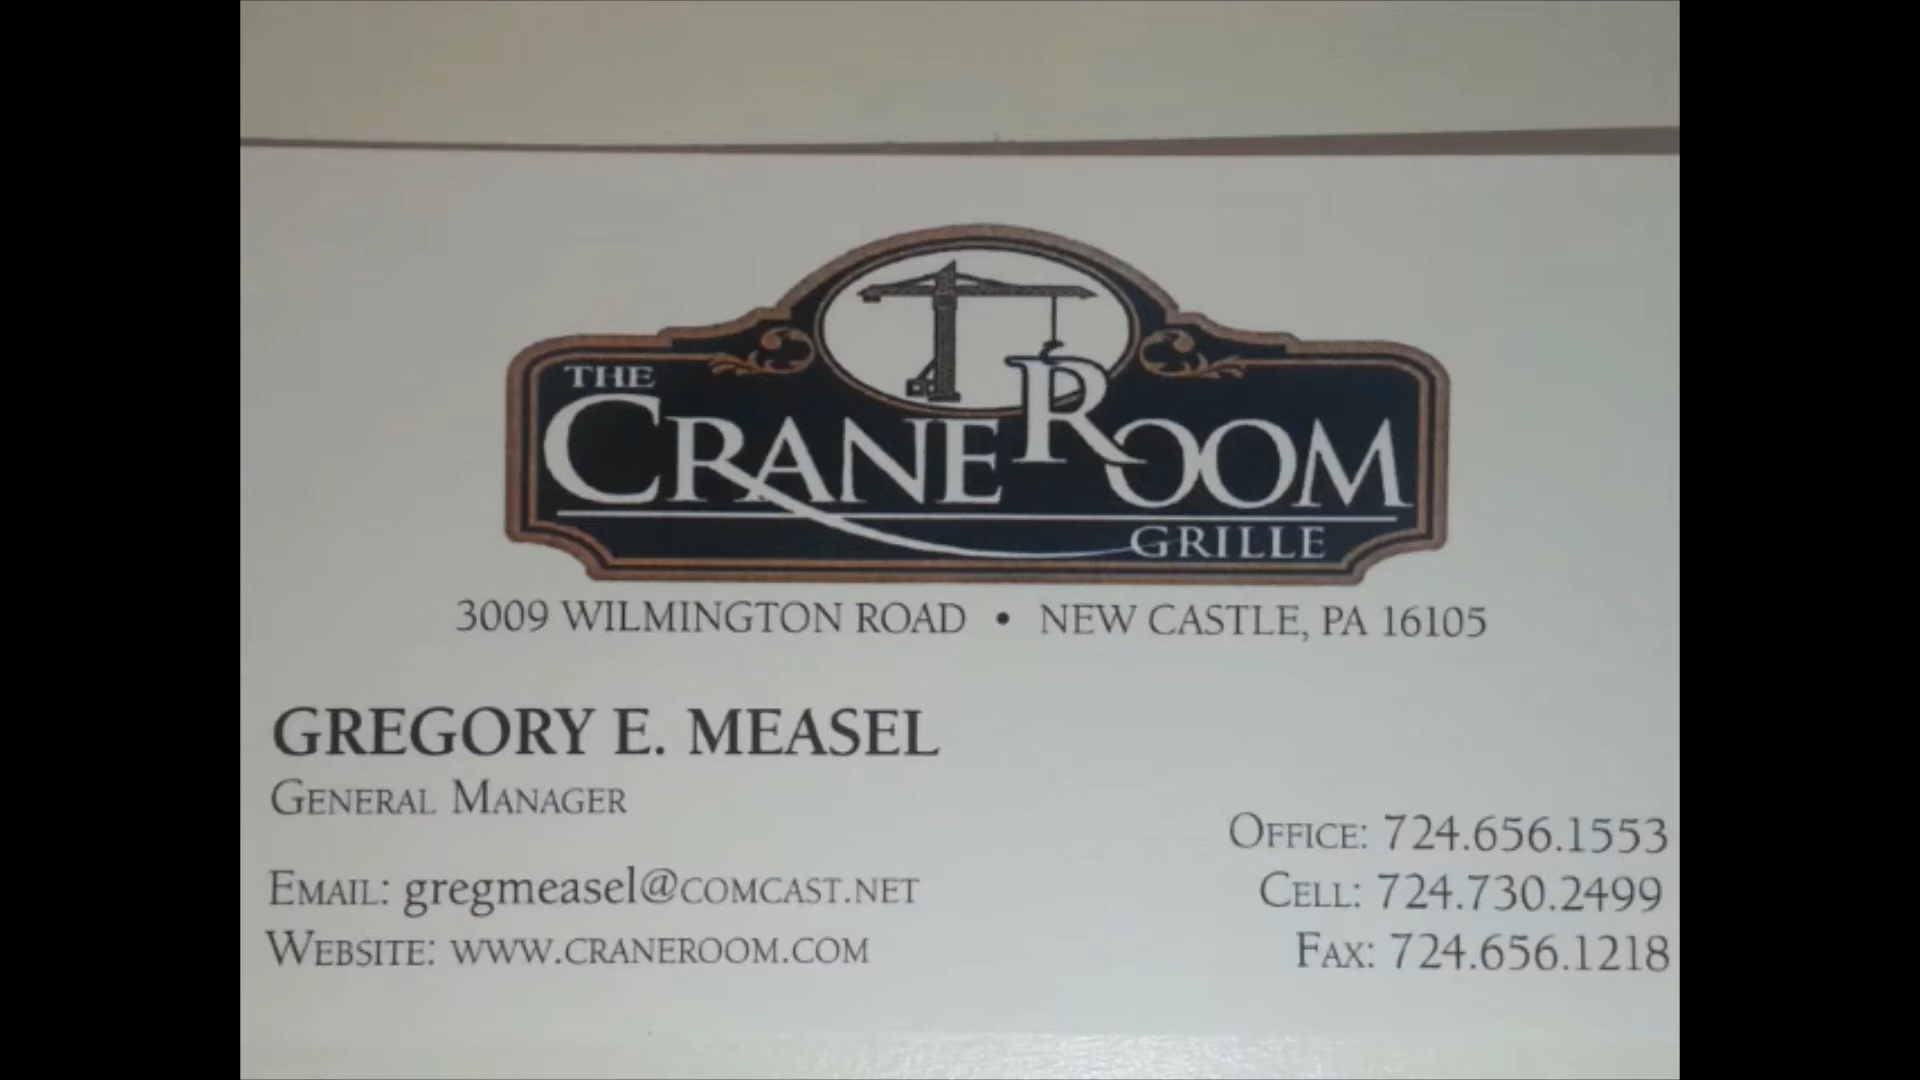 THE
CRANE ROOM
GRILLE
3009 WILMINGTON ROAD • NEW CASTLE, PA 16105
GREGORY E. MEASEL
GENERAL MANAGER
OFFICE: 724.656.1553
EMAIL: gregmeasel@COMCAST.NET
CELL: 724.730.2499
WEBSITE: WWW.CRANEROOM.COM
FAX: 724.656.1218